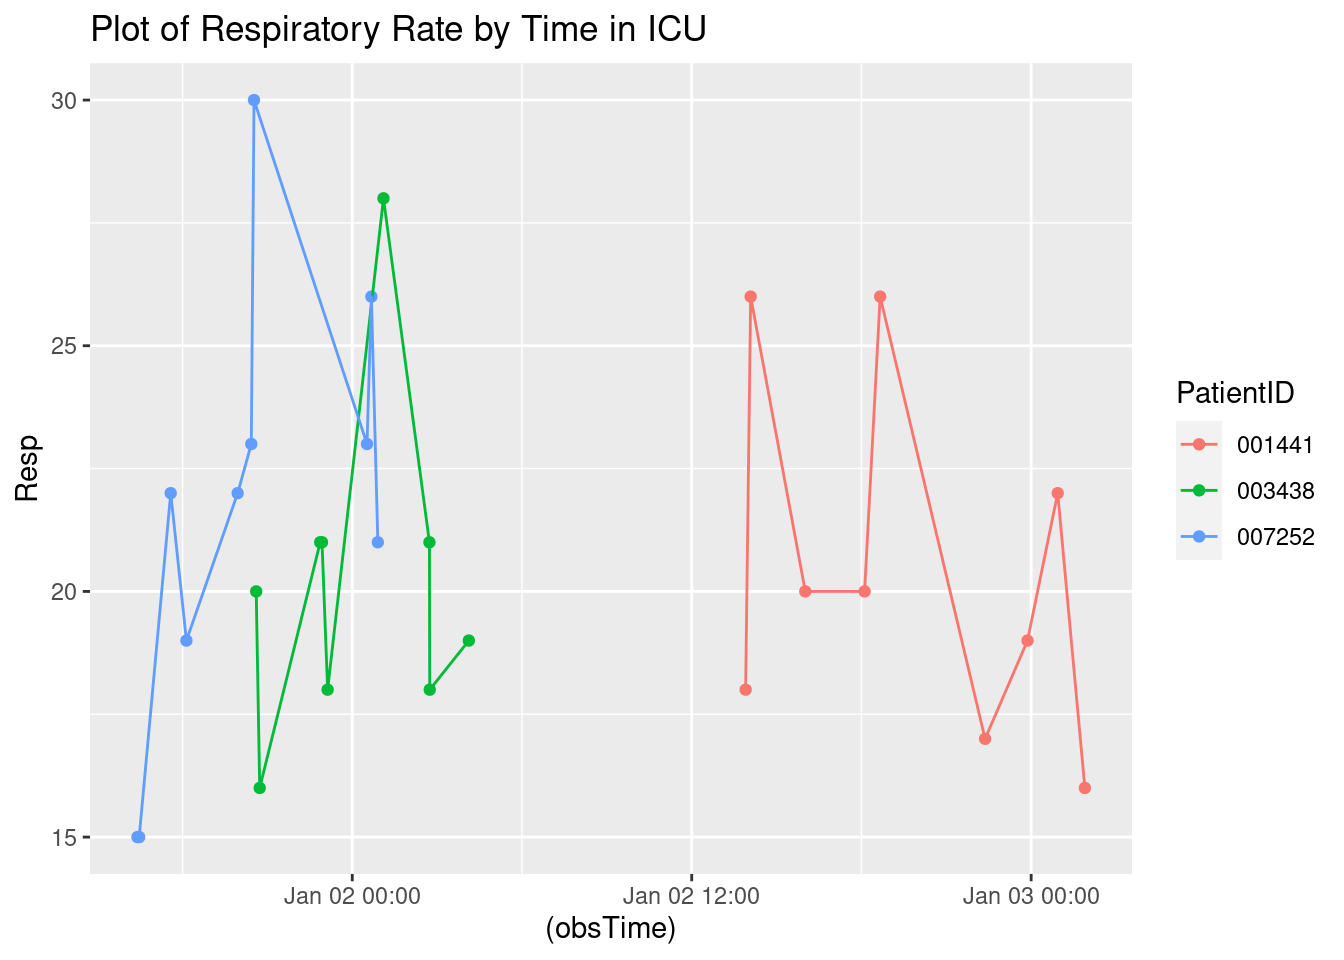 Plot of Respiratory Rate by Time in ICU
30
25
20
15
Resp
Jan 02 00:00
Jan 02 12:00
Jan 03 00:00
(obsTime)
PatientID
001441
003438
007252